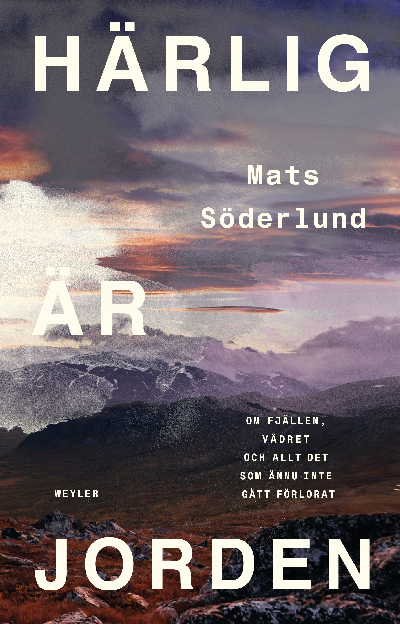 HÄRLIG
Mats
Söderlund
ÄR
OM FJÄLLEN,
VÄDRET
OCH ALLT DET
SOM ÄNNU INTE
GÅTT FÖRLORAT
WEYLER
JORDEN